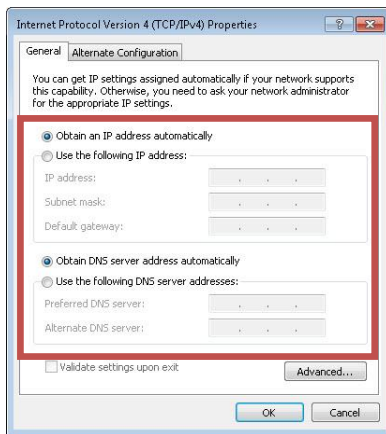 Internet Protocol Version 4 (TCP/IPv4) Properties
General
Alternate Configuration
You can get IP settings assigned automatically if your network supports
this capability. Otherwise, you need to ask your network administrator
for the appropriate IP settings.
Obtain an IP address automatically
Use the following IP address:
IP address:
Subnet mask:
Default gateway:
Obtain DNS server address automatically
Use the following DNS server addresses:
Preferred DNS server:
Alternate DNS server:
Validate settings upon exit
Advanced...
OK
Cancel